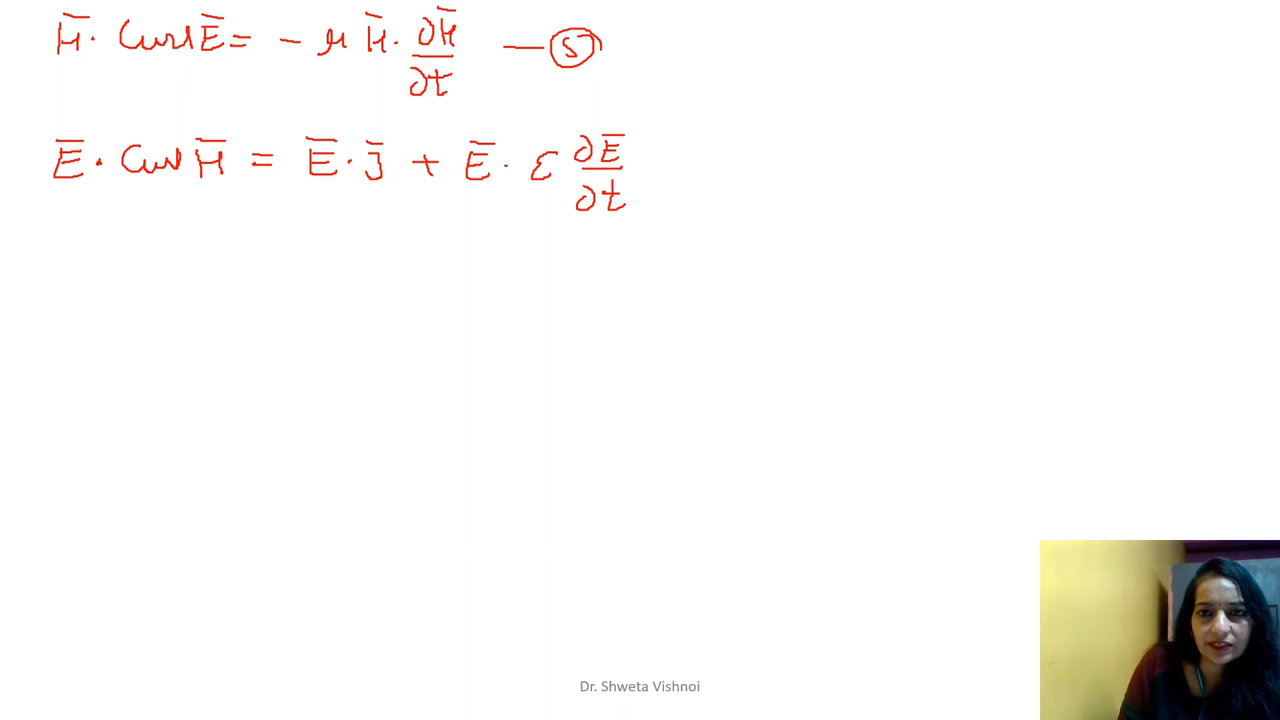 H̄. Curl Ē = - μ H̄. ∂H̄/∂t — ⑤
Ē. Curl H̄ = Ē. J̄ + Ē. ε ∂Ē/∂t
Dr. Shweta Vishnoi